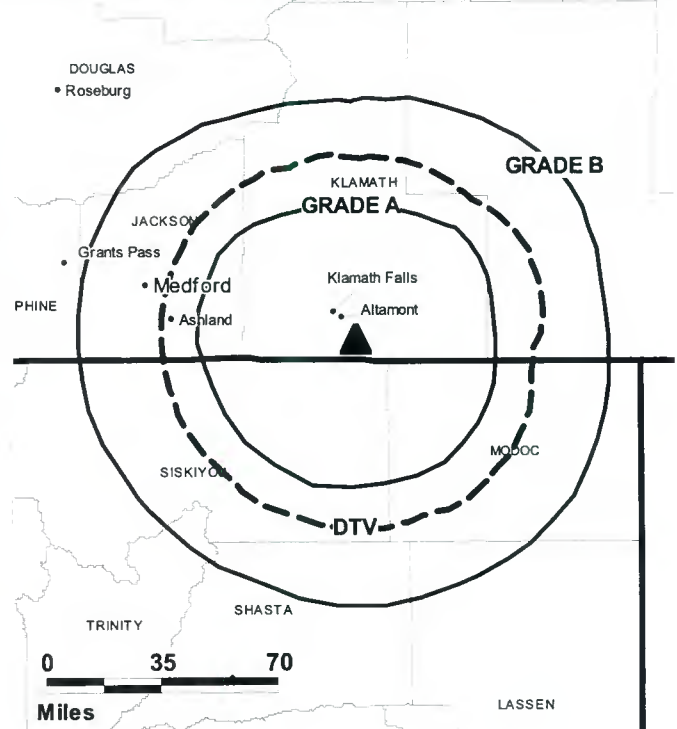 DOUGLAS
Roseburg
GRADE B
KLAMATH
GRADE A
JACKSON
Grants Pass
Medford
Klamath Falls
PHINE
Ashland
Altamont
MODOC
SISKIYOU
DTV
SHASTA
TRINITY
0 35 70
Miles
LASSEN